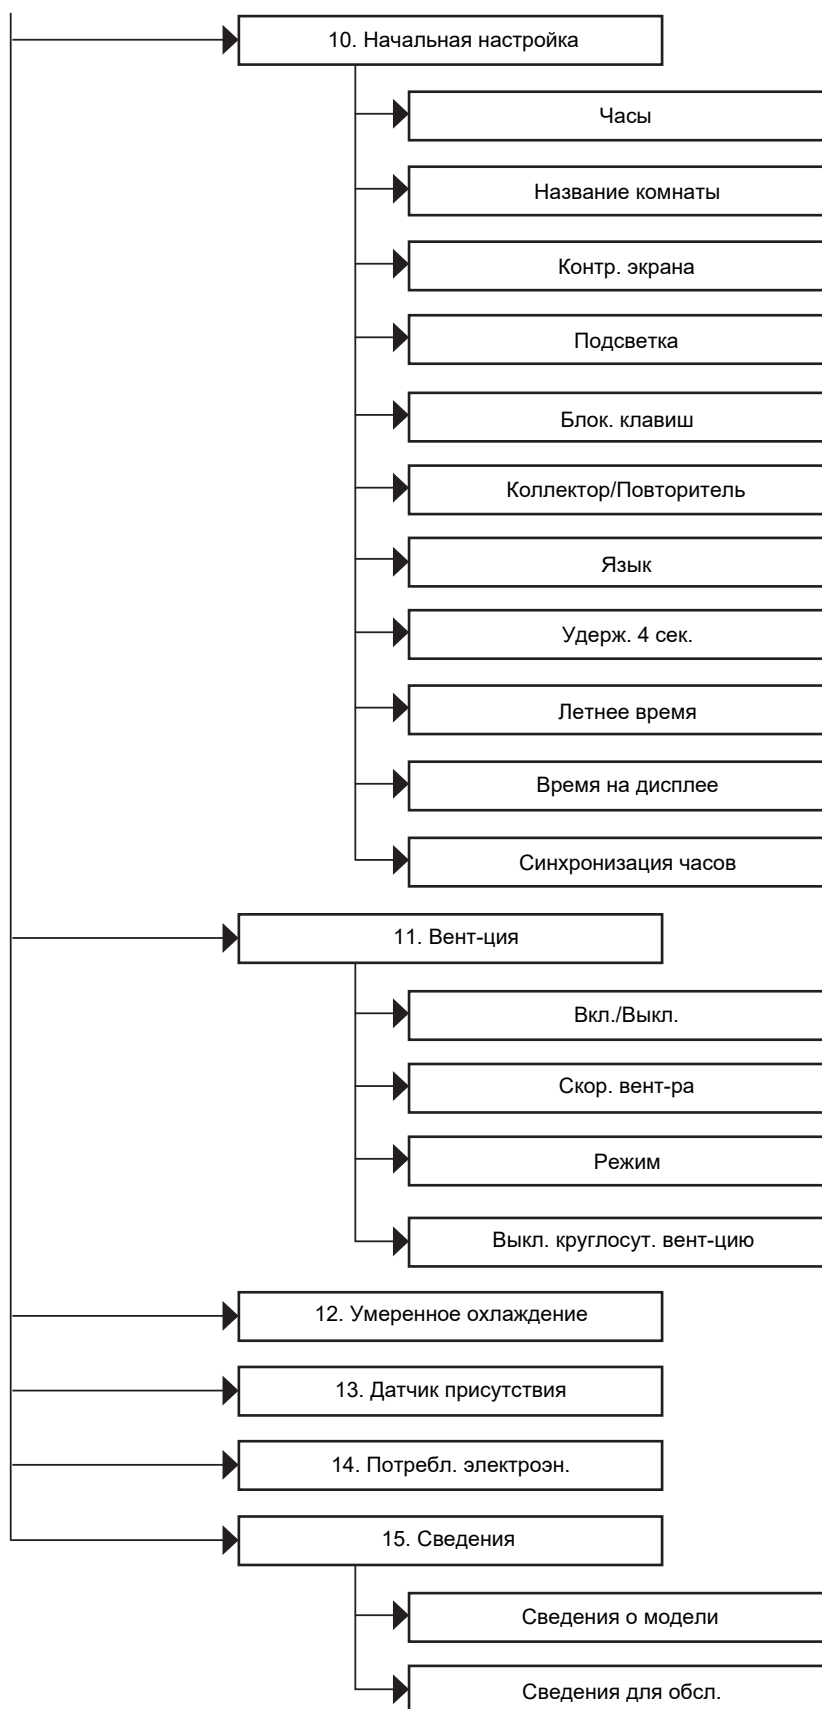 10. Начальная настройка
Часы
Название комнаты
Контр. экрана
Подсветка
Блок. клавиш
Коллектор/Повторитель
Язык
Удерж. 4 сек.
Летнее время
Время на дисплее
Синхронизация часов
11. Вент-ция
Вкл./Выкл.
Скор. вент-ра
Режим
Выкл. круглосут. вент-цию
12. Умеренное охлаждение
13. Датчик присутствия
14. Потребл. электроэн.
15. Сведения
Сведения о модели
Сведения для обсл.